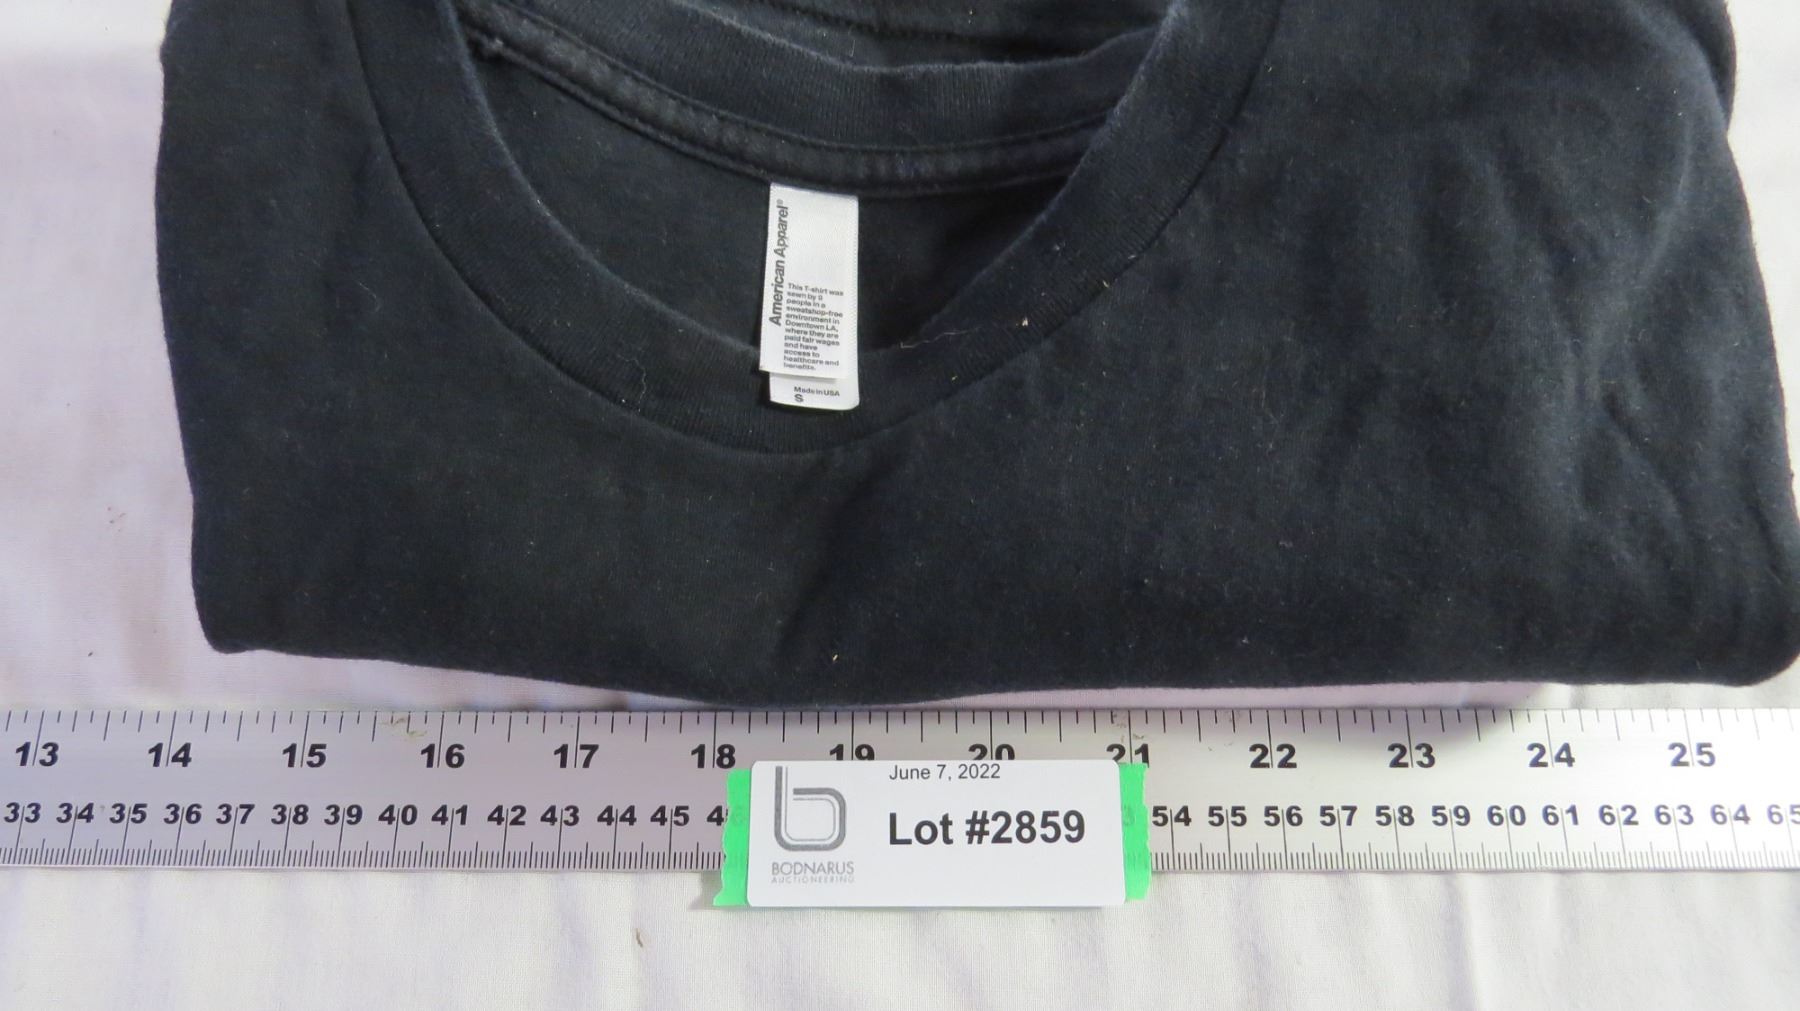 American Apparel®
This T-shirt was
sewn by 9
people in a
sweatshop-free
environment in
Downtown LA,
where they are
paid fair wages
and have
access to
healthcare and
benefits.
Made in USA
S
13 14 15 16 17 18 19 20 21 22 23 24 25
33 34 35 36 37 38 39 40 41 42 43 44 45 46 54 55 56 57 58 59 60 61 62 63 64 65
June 7, 2022
Lot #2859
BODNARUS
AUCTIONEERING